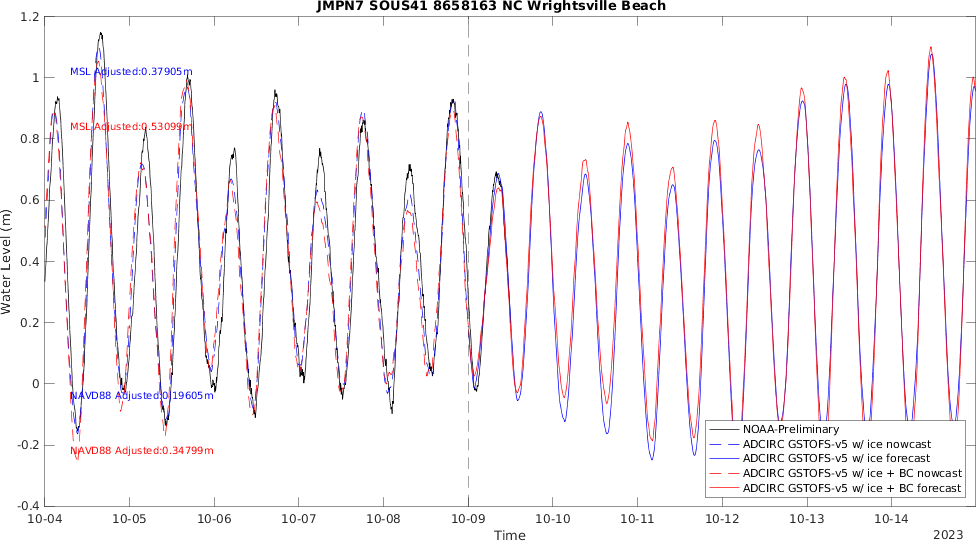 JMPN7 SOUS41 8658163 NC Wrightsville Beach
1.2
1
0.8
0.6
0.4
0.2
0
-0.2
-0.4
Water Level (m)
MSL Adjusted:0.37905m
MSL Adjusted:0.53099m
NAVD88 Adjusted:0.19605m
NAVD88 Adjusted:0.34799m
NOAA-Preliminary
ADCIRC GSTOFS-v5 w/ ice nowcast
ADCIRC GSTOFS-v5 w/ ice forecast
ADCIRC GSTOFS-v5 w/ ice + BC nowcast
ADCIRC GSTOFS-v5 w/ ice + BC forecast
10-04 10-05 10-06 10-07 10-08 10-09 10-10 10-11 10-12 10-13 10-14
Time
2023